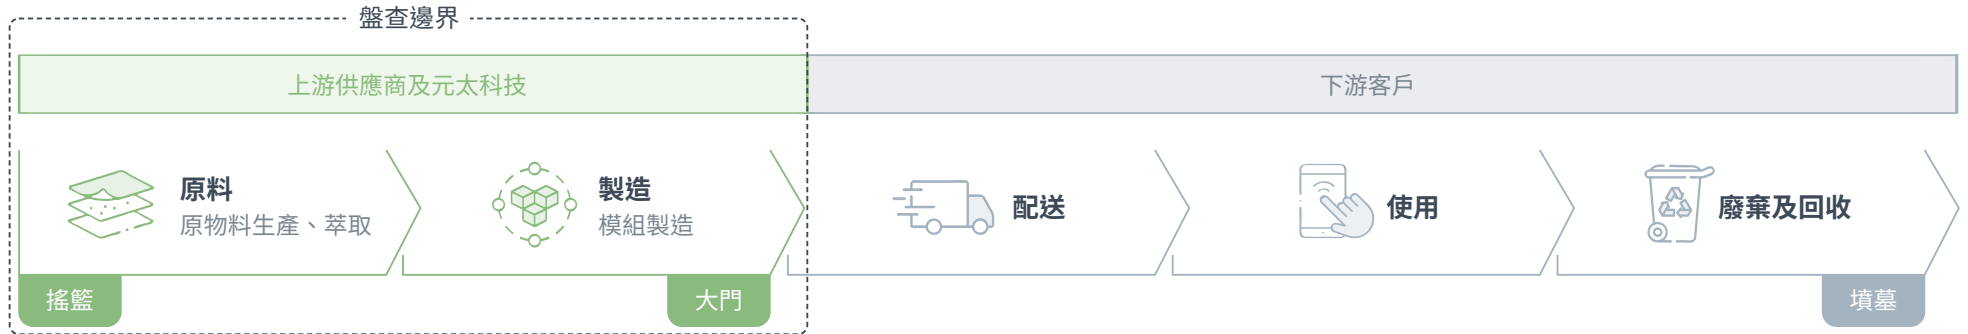 盤查邊界
上游供應商及元太科技
下游客戶
原料
原物料生產、萃取
製造
模組製造
配送
使用
廢棄及回收
搖籃
大門
墳墓